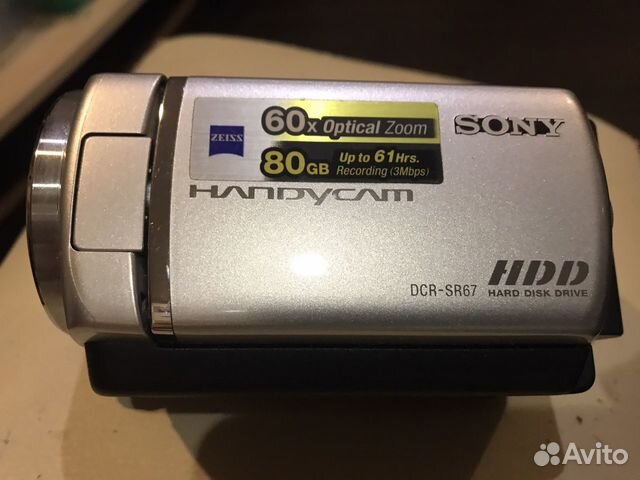 ZEISS
60x Optical Zoom
80GB Up to 61Hrs.
Recording (3Mbps)
SONY
HANDYCAM
HDD
DCR-SR67 HARD DISK DRIVE
Avito